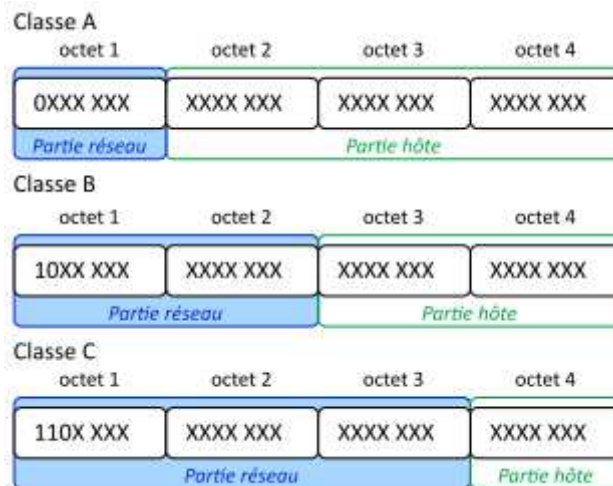 Classe A
octet 1 octet 2 octet 3 octet 4
0XXX XXX XXXX XXX XXXX XXX XXXX XXX
Partie réseau Partie hôte
Classe B
octet 1 octet 2 octet 3 octet 4
10XX XXX XXXX XXX XXXX XXX XXXX XXX
Partie réseau Partie hôte
Classe C
octet 1 octet 2 octet 3 octet 4
110X XXX XXXX XXX XXXX XXX XXXX XXX
Partie réseau Partie hôte